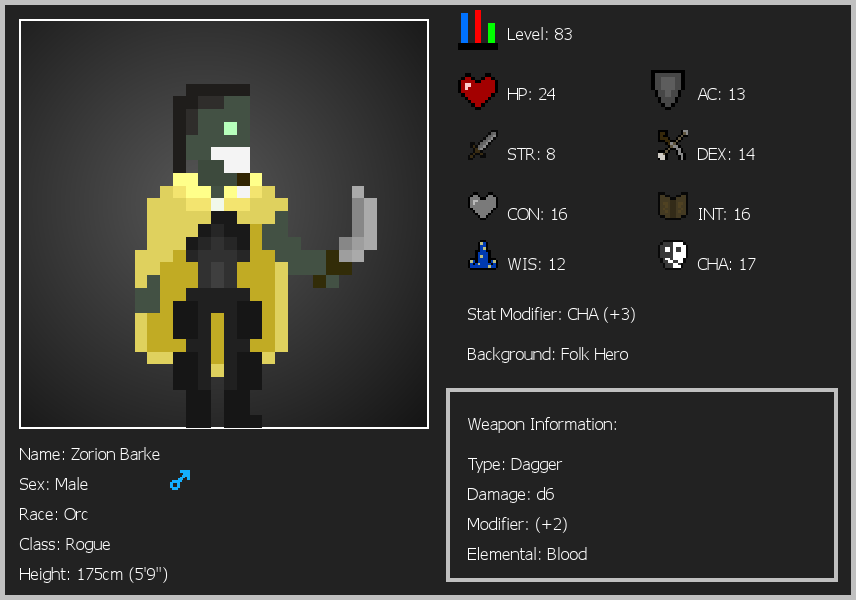 Level: 83
HP: 24
AC: 13
STR: 8
DEX: 14
CON: 16
INT: 16
WIS: 12
CHA: 17
Stat Modifier: CHA (+3)
Background: Folk Hero
Weapon Information:
Type: Dagger
Damage: d6
Modifier: (+2)
Elemental: Blood
Name: Zorion Barke
Sex: Male
Race: Orc
Class: Rogue
Height: 175cm (5'9")